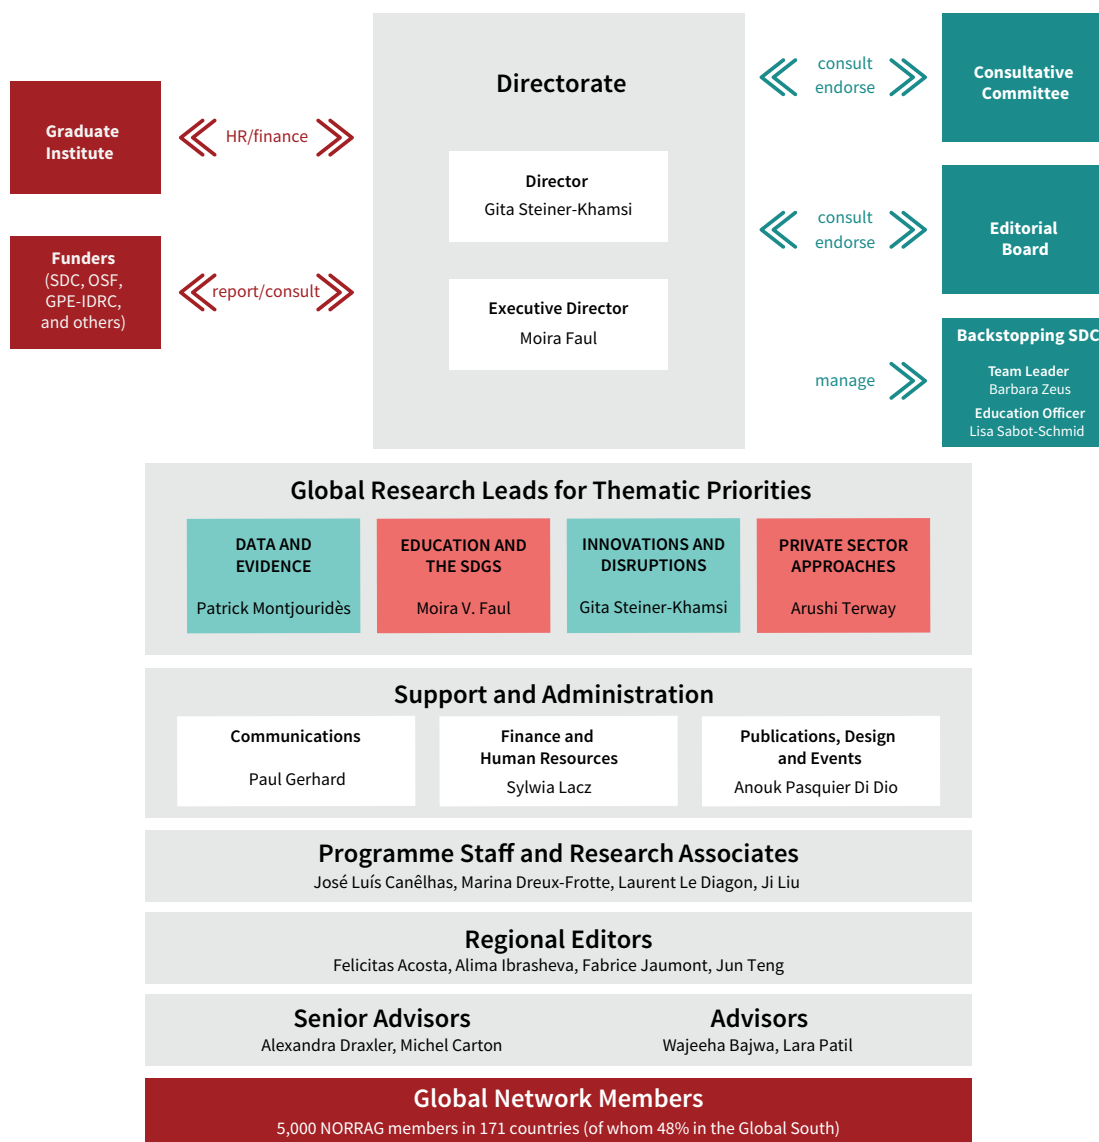 Directorate
Director
Gita Steiner-Khamsi
Executive Director
Moira Faul
Graduate
Institute
HR/finance
Funders
(SDC, OSF,
GPE-IDRC,
and others)
report/consult
consult
endorse
Consultative
Committee
consult
endorse
Editorial
Board
manage
Backstopping SDC
Team Leader
Barbara Zeus
Education Officer
Lisa Sabot-Schmid
Global Research Leads for Thematic Priorities
DATA AND
EVIDENCE
Patrick Montjouridès
EDUCATION AND
THE SDGS
Moira V. Faul
INNOVATIONS AND
DISRUPTIONS
Gita Steiner-Khamsi
PRIVATE SECTOR
APPROACHES
Arushi Terway
Support and Administration
Communications
Paul Gerhard
Finance and
Human Resources
Sylwia Lacz
Publications, Design
and Events
Anouk Pasquier Di Dio
Programme Staff and Research Associates
José Luís Canêlhas, Marina Dreux-Frotte, Laurent Le Diagon, Ji Liu
Regional Editors
Felicitas Acosta, Alima Ibrasheva, Fabrice Jaumont, Jun Teng
Senior Advisors
Alexandra Draxler, Michel Carton
Advisors
Wajeeha Bajwa, Lara Patil
Global Network Members
5,000 NORRAG members in 171 countries (of whom 48% in the Global South)